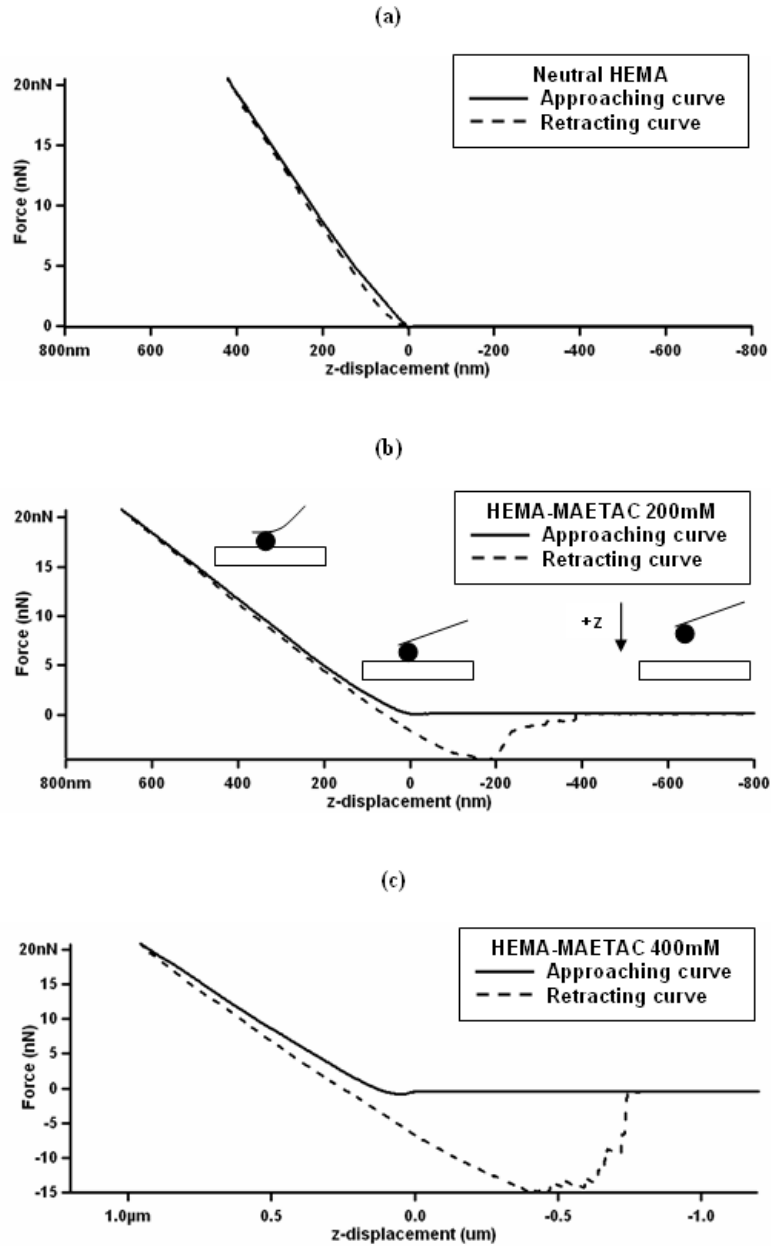 (a)
Neutral HEMA
Approaching curve
Retracting curve
20nN
15
10
5
0
Force (nN)
800nm 600 400 200 0 -200 -400 -600 -800
z-displacement (nm)
(b)
HEMA-MAETAC 200mM
Approaching curve
Retracting curve
20nN
15
10
5
0
Force (nN)
+z
800nm 600 400 200 0 -200 -400 -600 -800
z-displacement (nm)
(c)
HEMA-MAETAC 400mM
Approaching curve
Retracting curve
20nN
15
10
5
0
-5
-10
-15
Force (nN)
1.0µm 0.5 0.0 -0.5 -1.0
z-displacement (um)